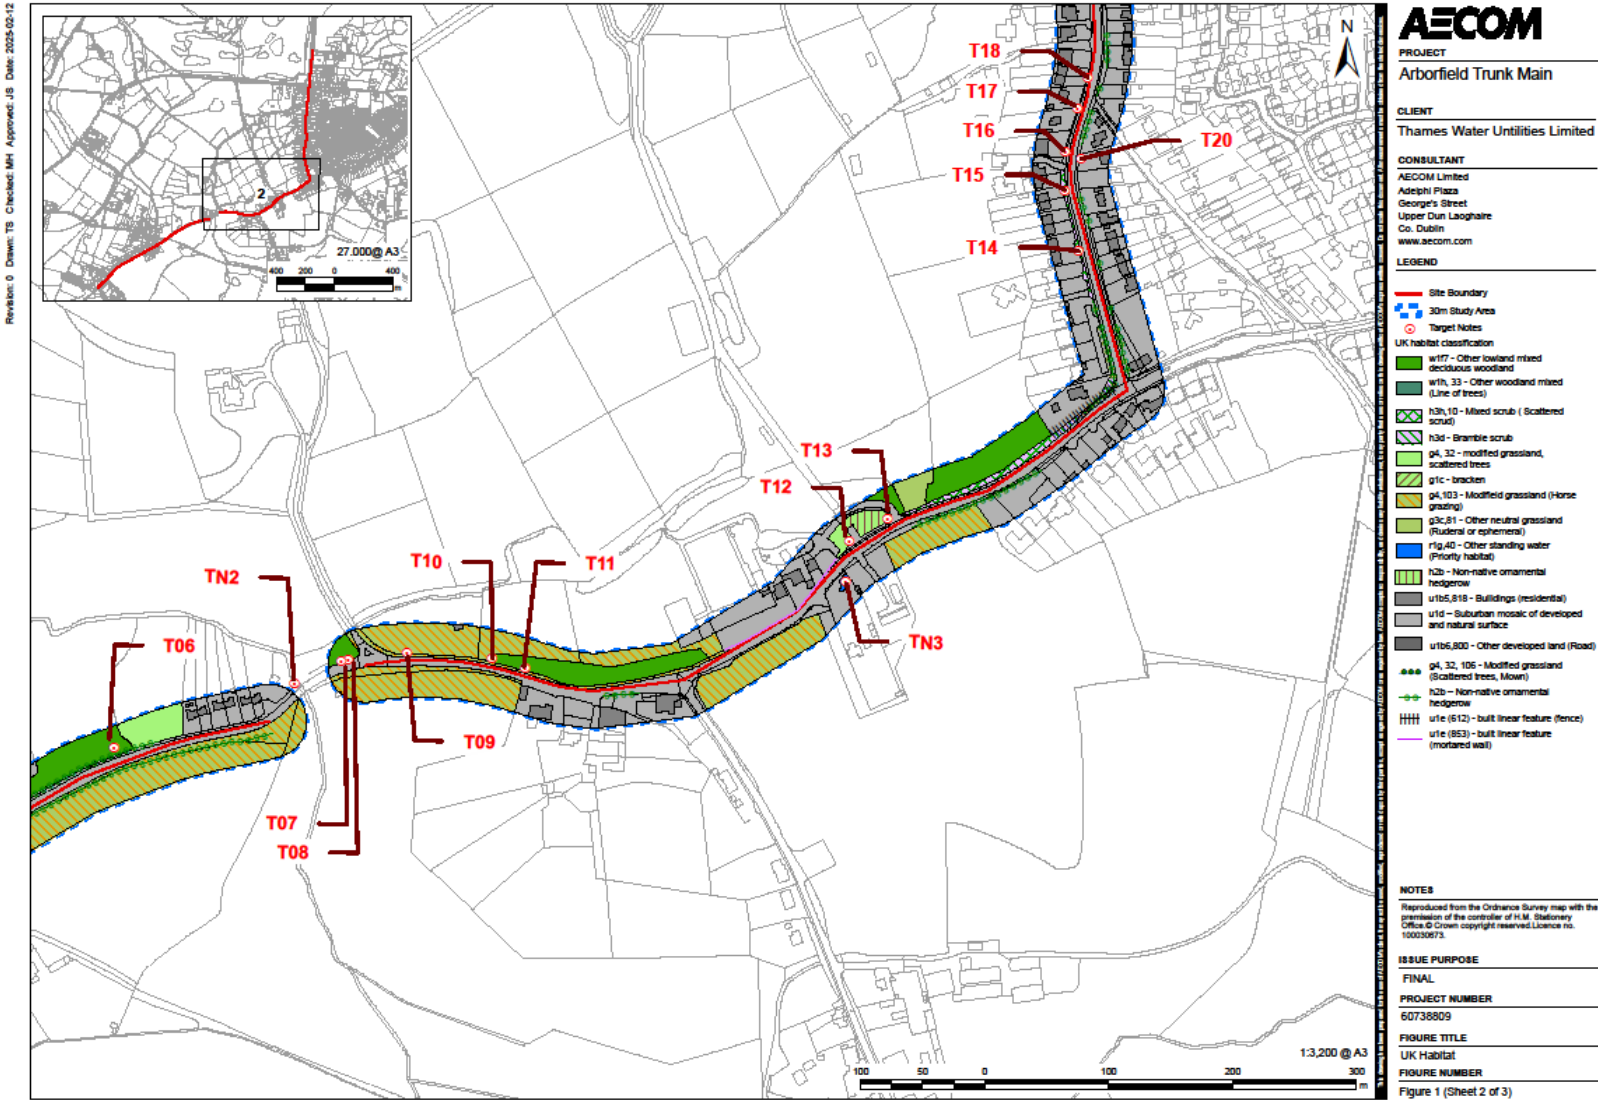 Revision: 0 Drawn: TS Checked: MH Approved: JS Date: 2025-02-12
2
27.000@ A3
400 200 0 400
m
N
T18
T17
T16
T20
T15
T14
T13
T12
T10
T11
TN2
T06
TN3
T09
T07
T08
1:3,200 @ A3
100 50 0 100 200 300
m
AECOM
PROJECT
Arborfield Trunk Main
CLIENT
Thames Water Untilities Limited
CONSULTANT
AECOM Limited
Adelphi Plaza
George's Street
Upper Dun Laoghaire
Co. Dublin
www.aecom.com
LEGEND
Site Boundary
30m Study Area
Target Notes
UK habitat classification
w1f7 - Other lowland mixed
deciduous woodland
w1h, 33 - Other woodland mixed
(Line of trees)
h3h,10 - Mixed scrub ( Scattered
scrud)
h3d - Bramble scrub
g4, 32 - modified grassland,
scattered trees
g1c - bracken
g4,103 - Modifield grassland (Horse
grazing)
g3c,81 - Other neutral grassland
(Ruderal or ephemeral)
r1g,40 - Other standing water
(Priority habitat)
h2b - Non-native ornamental
hedgerow
u1b5,818 - Buildings (residential)
u1d – Suburban mosaic of developed
and natural surface
u1b6,800 - Other developed land (Road)
g4, 32, 106 - Modified grassland
(Scattered trees, Mown)
h2b – Non-native ornamental
hedgerow
u1e (612) - built linear feature (fence)
u1e (853) - built linear feature
(mortared wall)
NOTES
Reproduced from the Ordnance Survey map with the
premission of the controller of H.M. Stationery
Office.© Crown copyright reserved.Licence no.
100030673.
ISSUE PURPOSE
FINAL
PROJECT NUMBER
60738809
FIGURE TITLE
UK Habitat
FIGURE NUMBER
Figure 1 (Sheet 2 of 3)